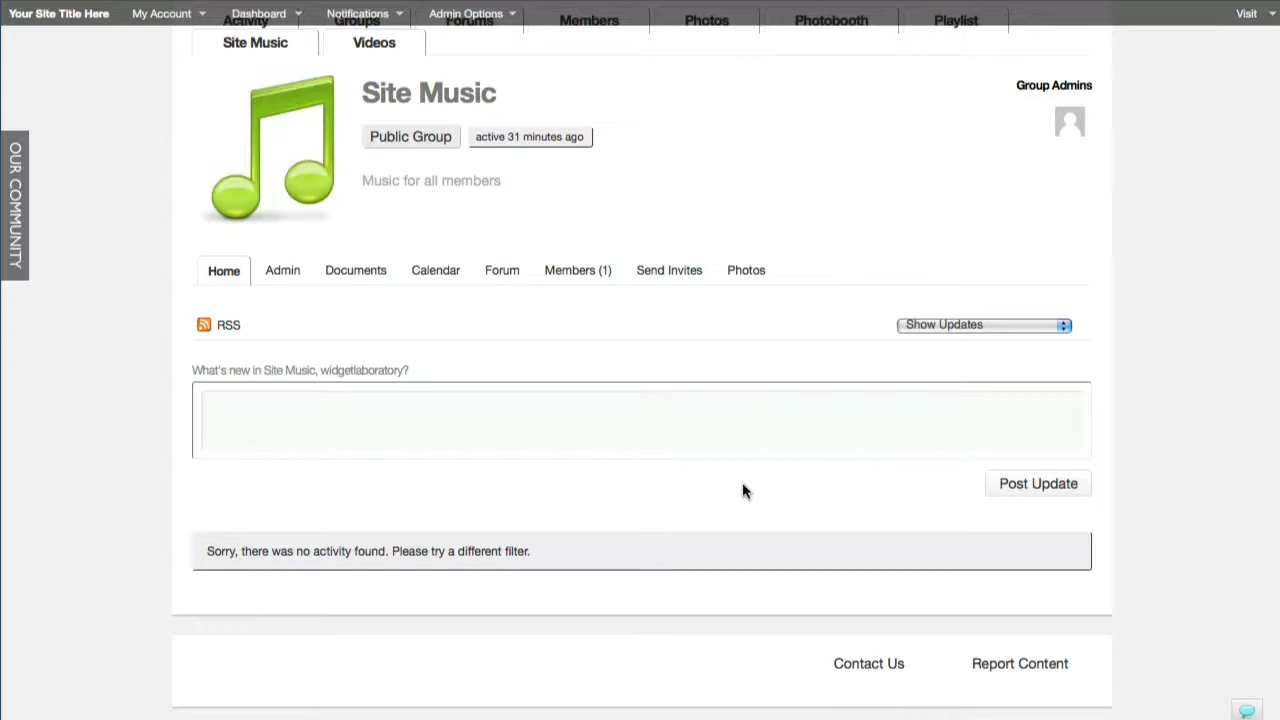 Your Site Title Here My Account Dashboard Notifications Admin Options Visit
Activity Groups Forums Members Photos Photobooth Playlist
Site Music Videos
Site Music
Group Admins
Public Group active 31 minutes ago
Music for all members
OUR COMMUNITY
Home Admin Documents Calendar Forum Members (1) Send Invites Photos
RSS Show Updates
What's new in Site Music, widgetlaboratory?
Post Update
Sorry, there was no activity found. Please try a different filter.
Contact Us Report Content